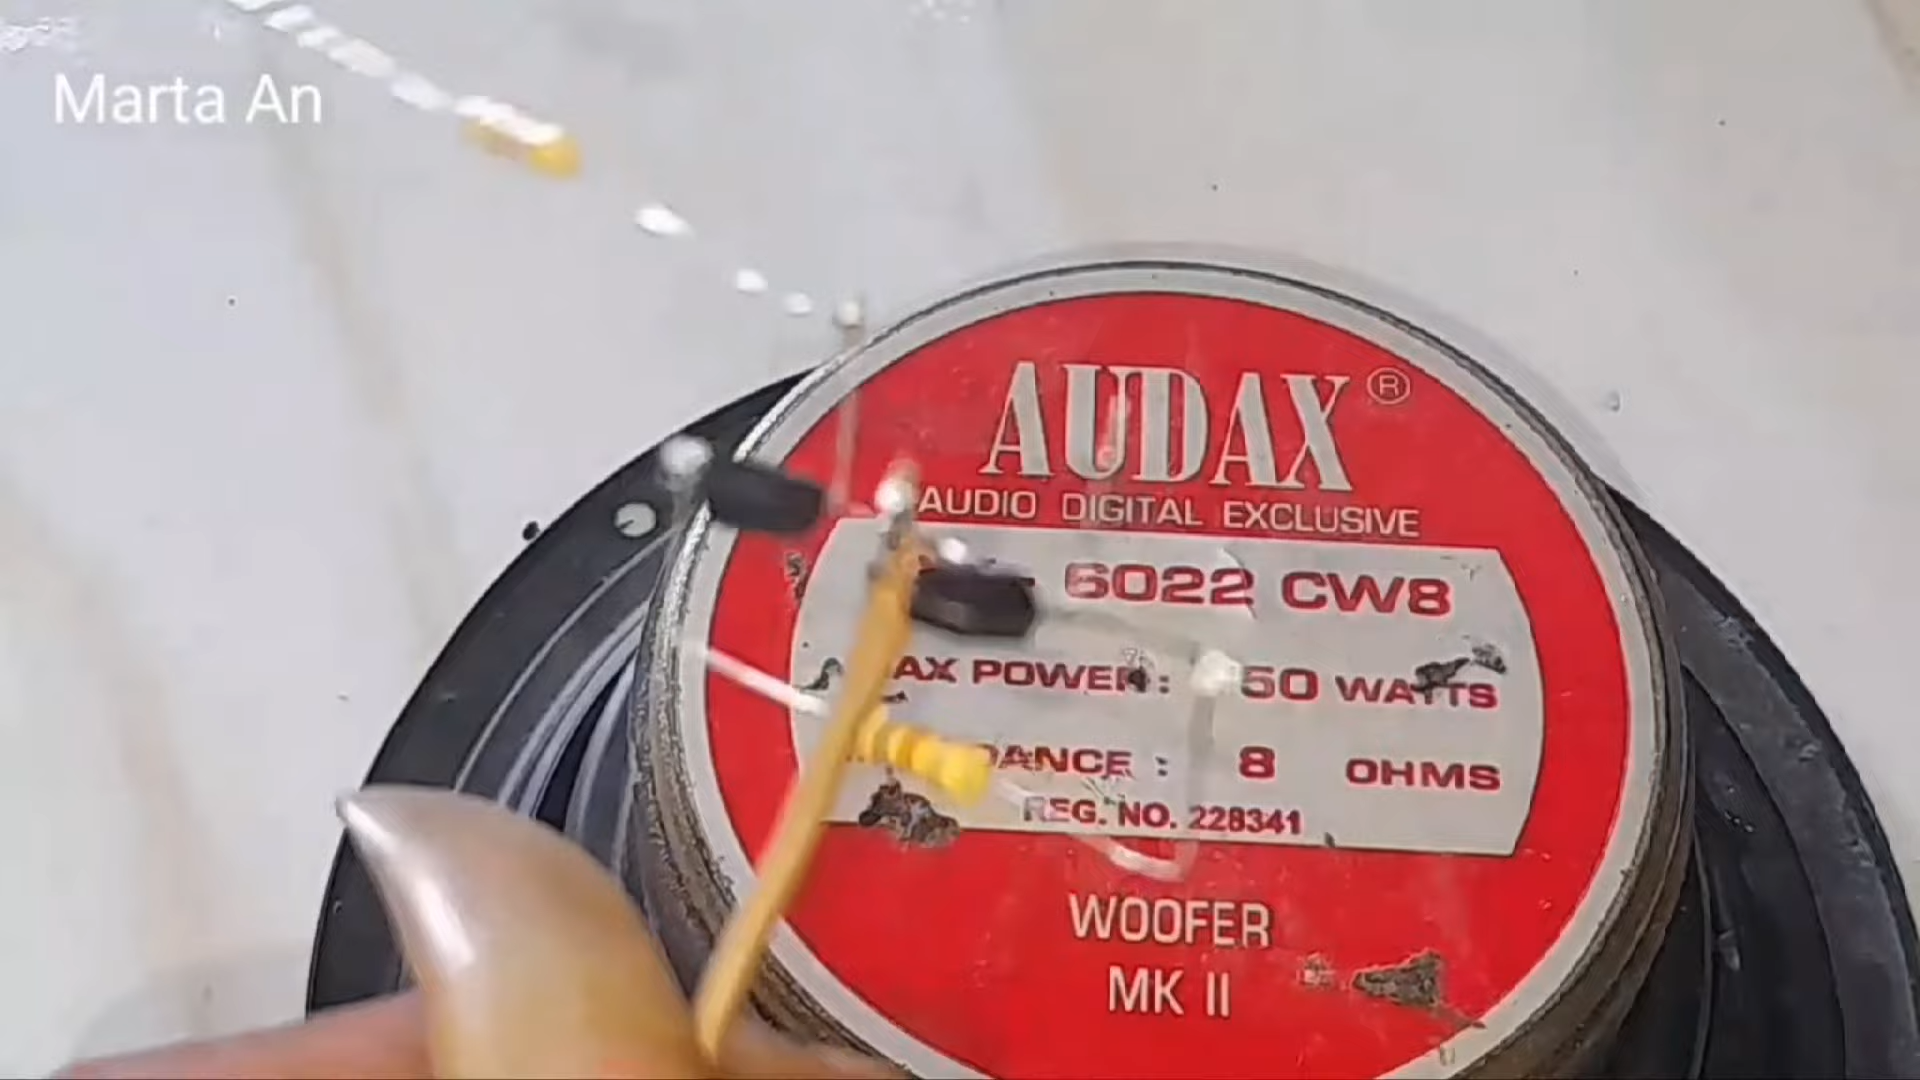 Marta An
AUDAX ®
AUDIO DIGITAL EXCLUSIVE
6022 CW8
POWER: 50 WATTS
: 8 OHMS
REG. NO. 228341
WOOFER
MK II